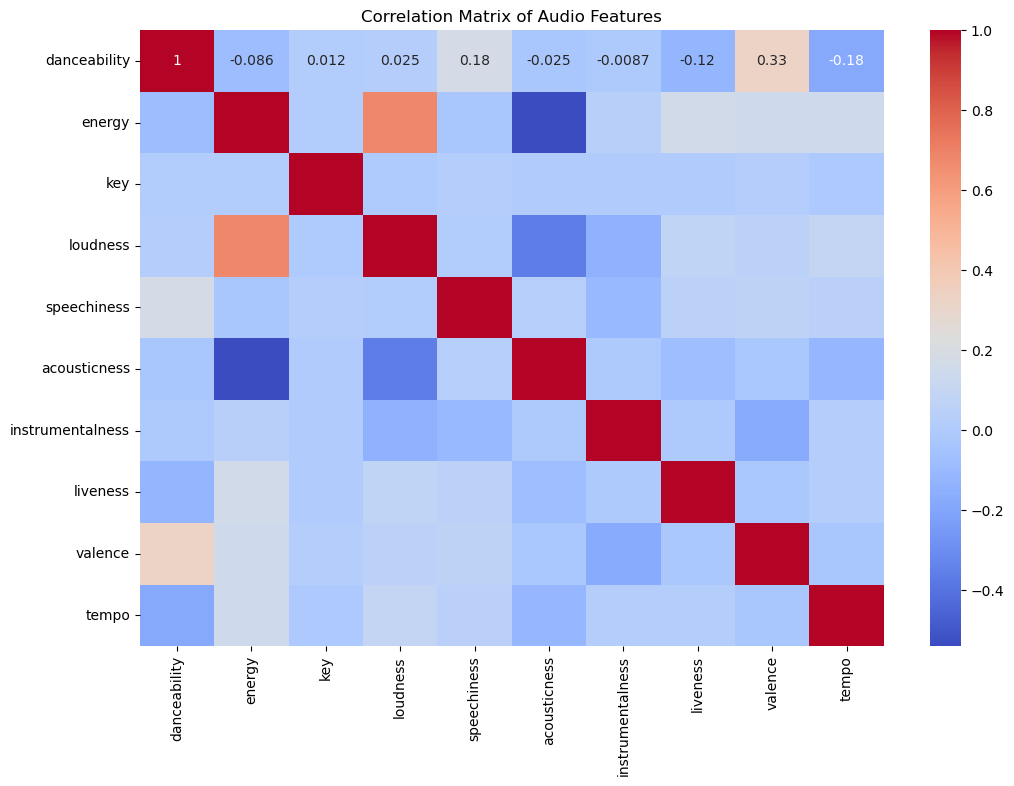 Correlation Matrix of Audio Features
danceability 1 -0.086 0.012 0.025 0.18 -0.025 -0.0087 -0.12 0.33 -0.18
energy
key
loudness
speechiness
acousticness
instrumentalness
liveness
valence
tempo
danceability energy key loudness speechiness acousticness instrumentalness liveness valence tempo
1.0
0.8
0.6
0.4
0.2
0.0
−0.2
−0.4